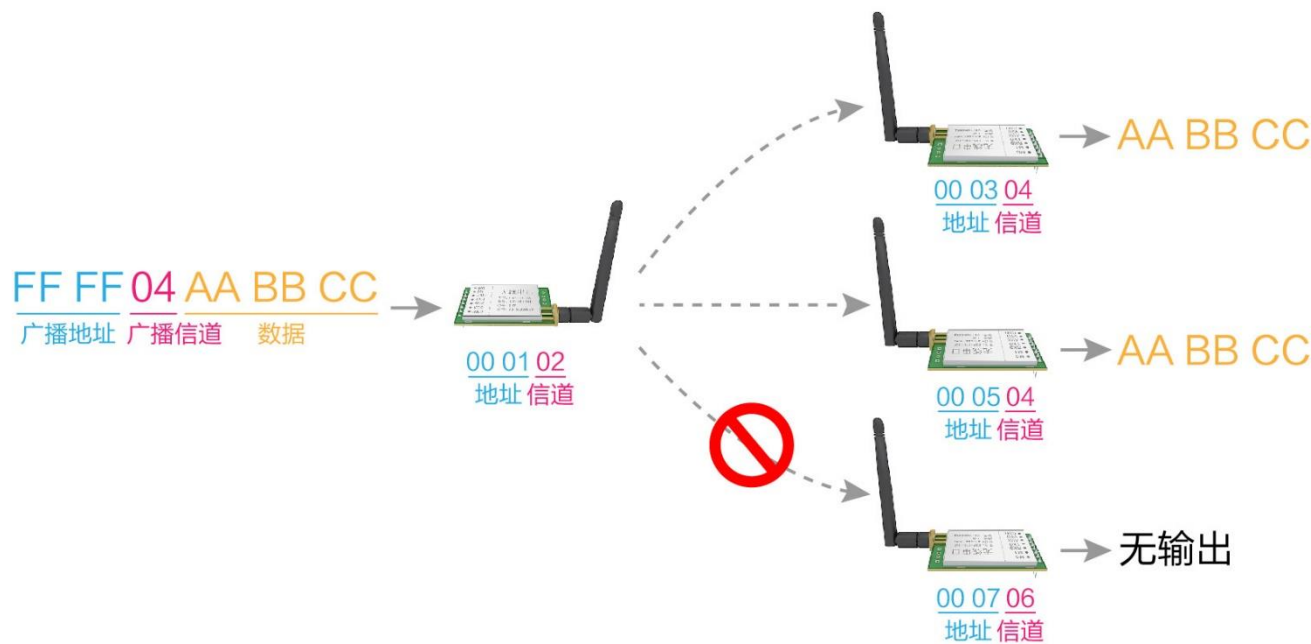 AA BB CC
00 03 04
地址 信道
FF FF 04 AA BB CC
广播地址 广播信道 数据
00 01 02
地址 信道
AA BB CC
00 05 04
地址 信道
无输出
00 07 06
地址 信道